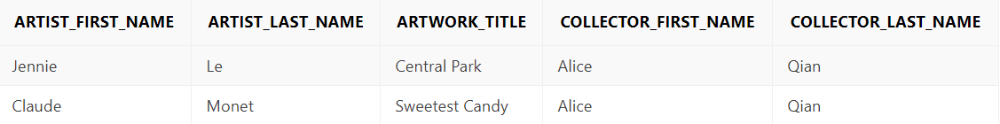 ARTIST_FIRST_NAME ARTIST_LAST_NAME ARTWORK_TITLE COLLECTOR_FIRST_NAME COLLECTOR_LAST_NAME
Jennie Le Central Park Alice Qian
Claude Monet Sweetest Candy Alice Qian